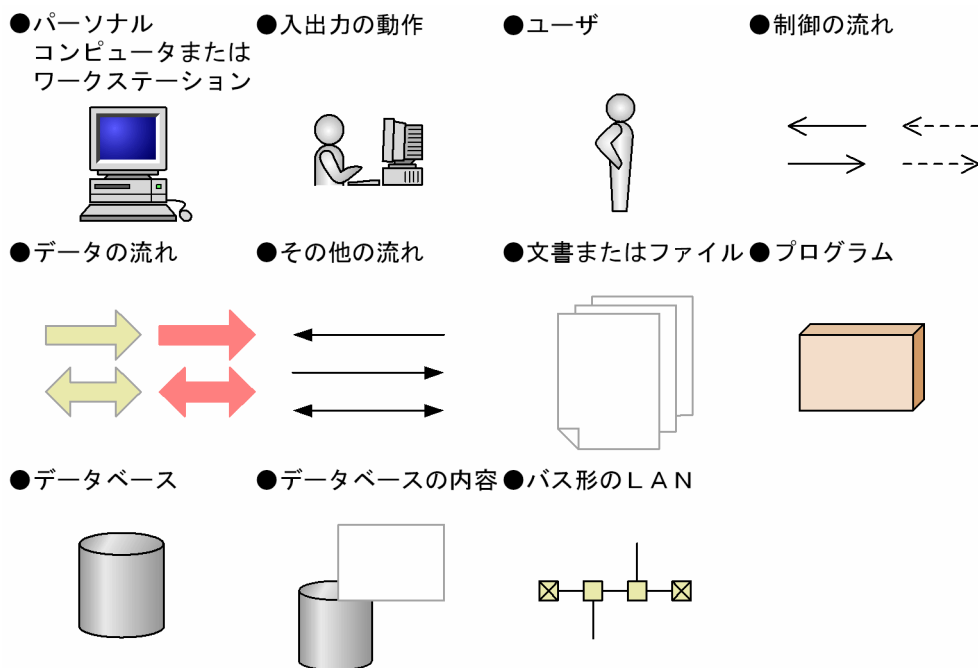 ●パーソナル
コンピュータまたは
ワークステーション
●入出力の動作
●ユーザ
●制御の流れ
●データの流れ
●その他の流れ
●文書またはファイル
●プログラム
●データベース
●データベースの内容
●バス形のＬＡＮ